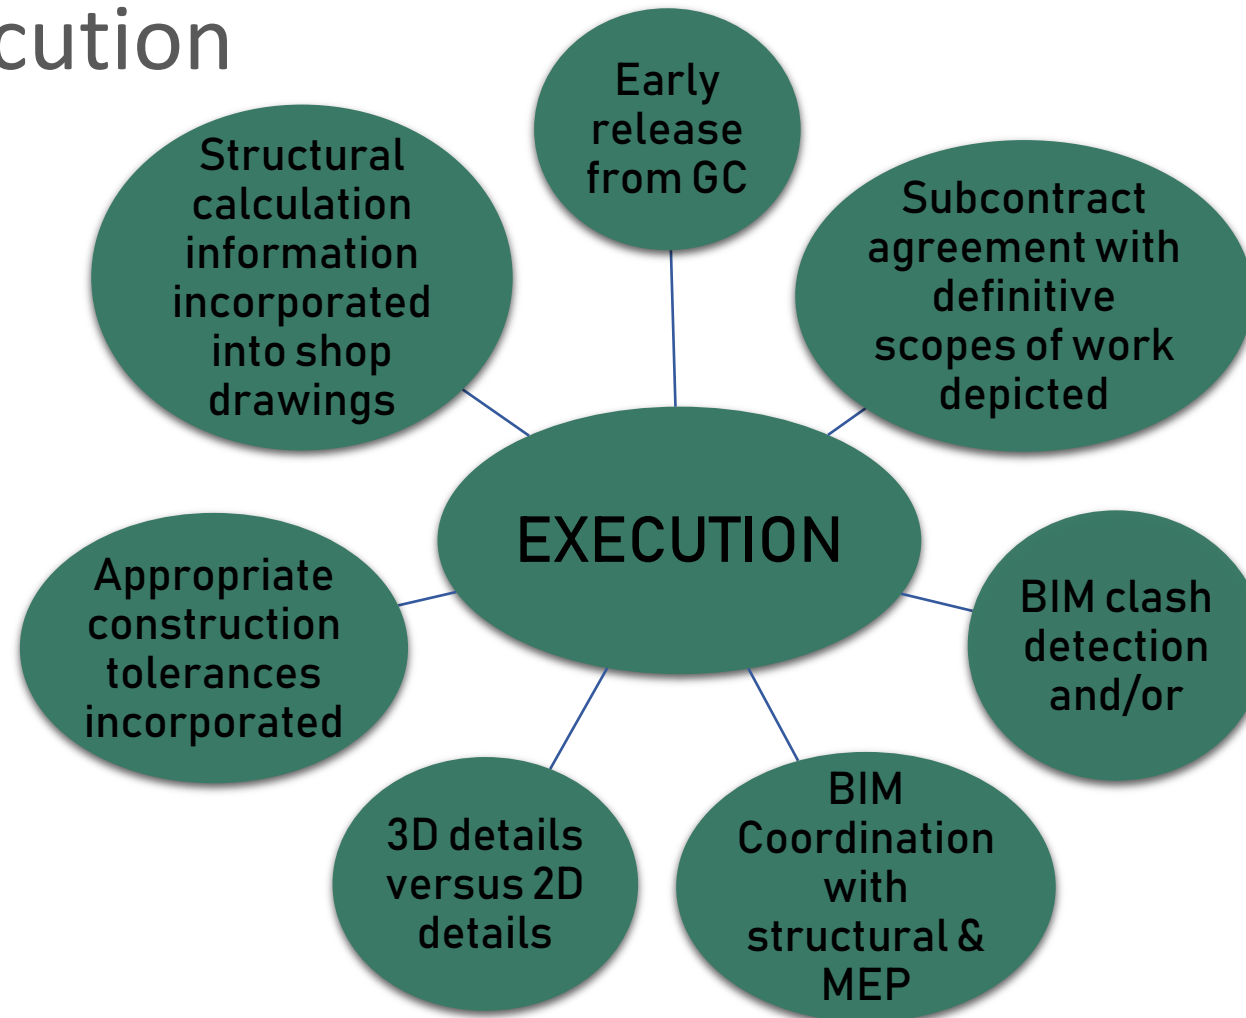 cution
Early
release
from GC
Structural
calculation
information
incorporated
into shop
drawings
Subcontract
agreement with
definitive
scopes of work
depicted
EXECUTION
Appropriate
construction
tolerances
incorporated
BIM clash
detection
and/or
3D details
versus 2D
details
BIM
Coordination
with
structural &
MEP